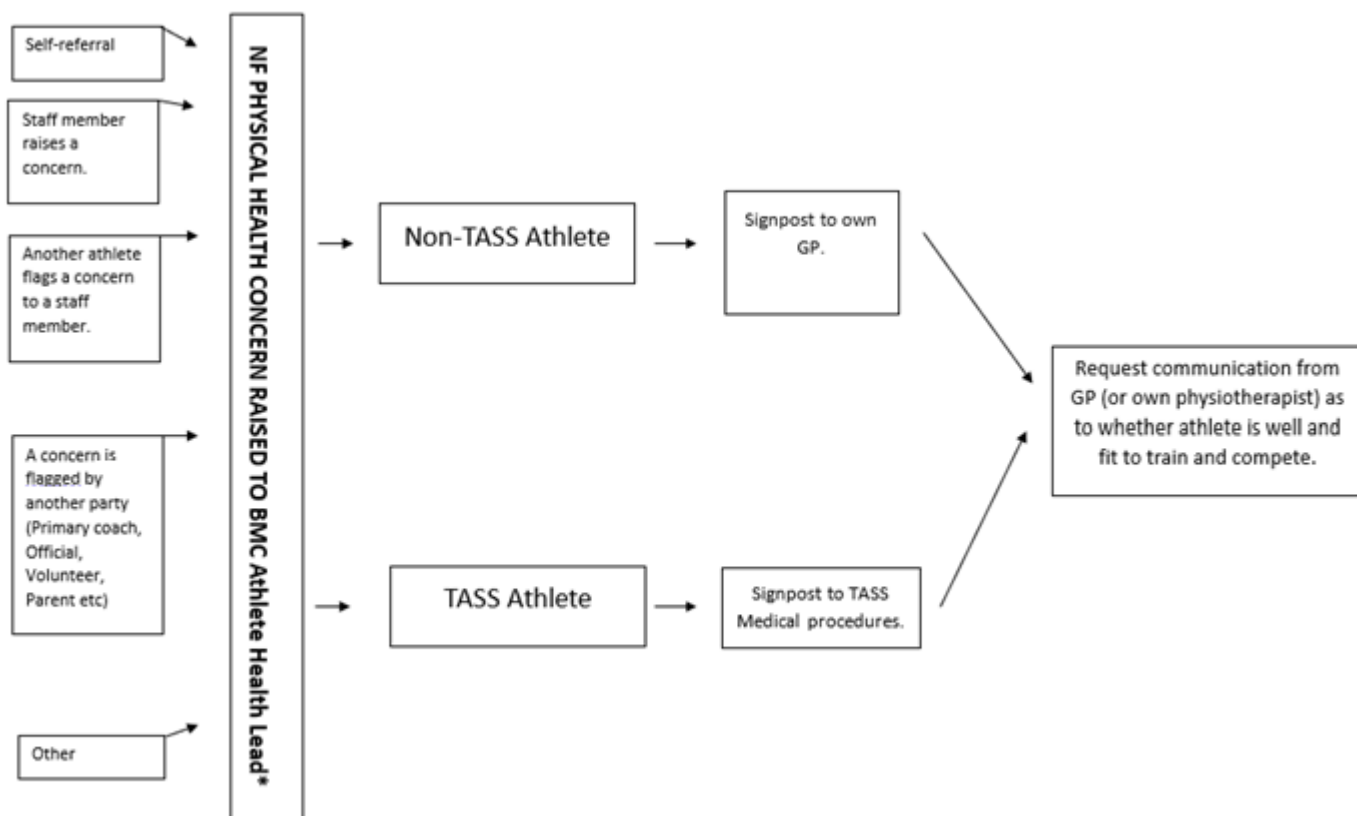 Self-referral
Staff member
raises a
concern.
Another athlete
flags a concern
to a staff
member.
A concern is
flagged by
another party
(Primary coach,
Official,
Volunteer,
Parent etc)
Other
NF PHYSICAL HEALTH CONCERN RAISED TO BMC Athlete Health Lead*
Non-TASS Athlete
Signpost to own
GP.
TASS Athlete
Signpost to TASS
Medical procedures.
Request communication from
GP (or own physiotherapist) as
to whether athlete is well and
fit to train and compete.